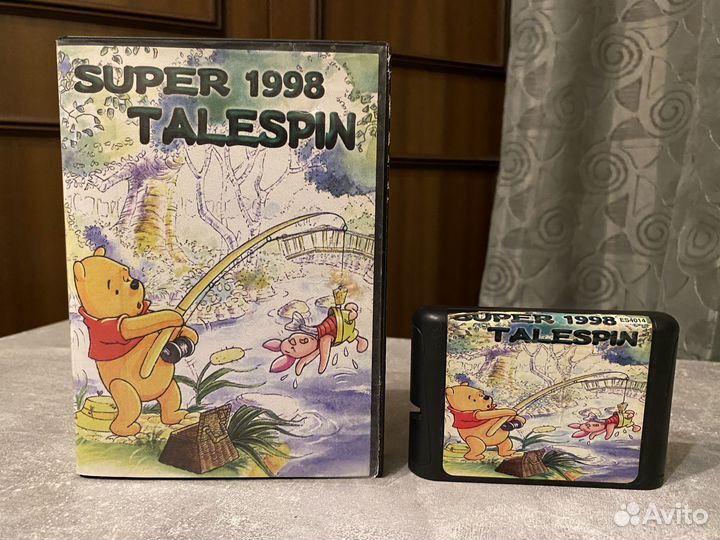 SUPER 1998
TALESPIN
SUPER 1998 ES4014
TALESPIN
Avito